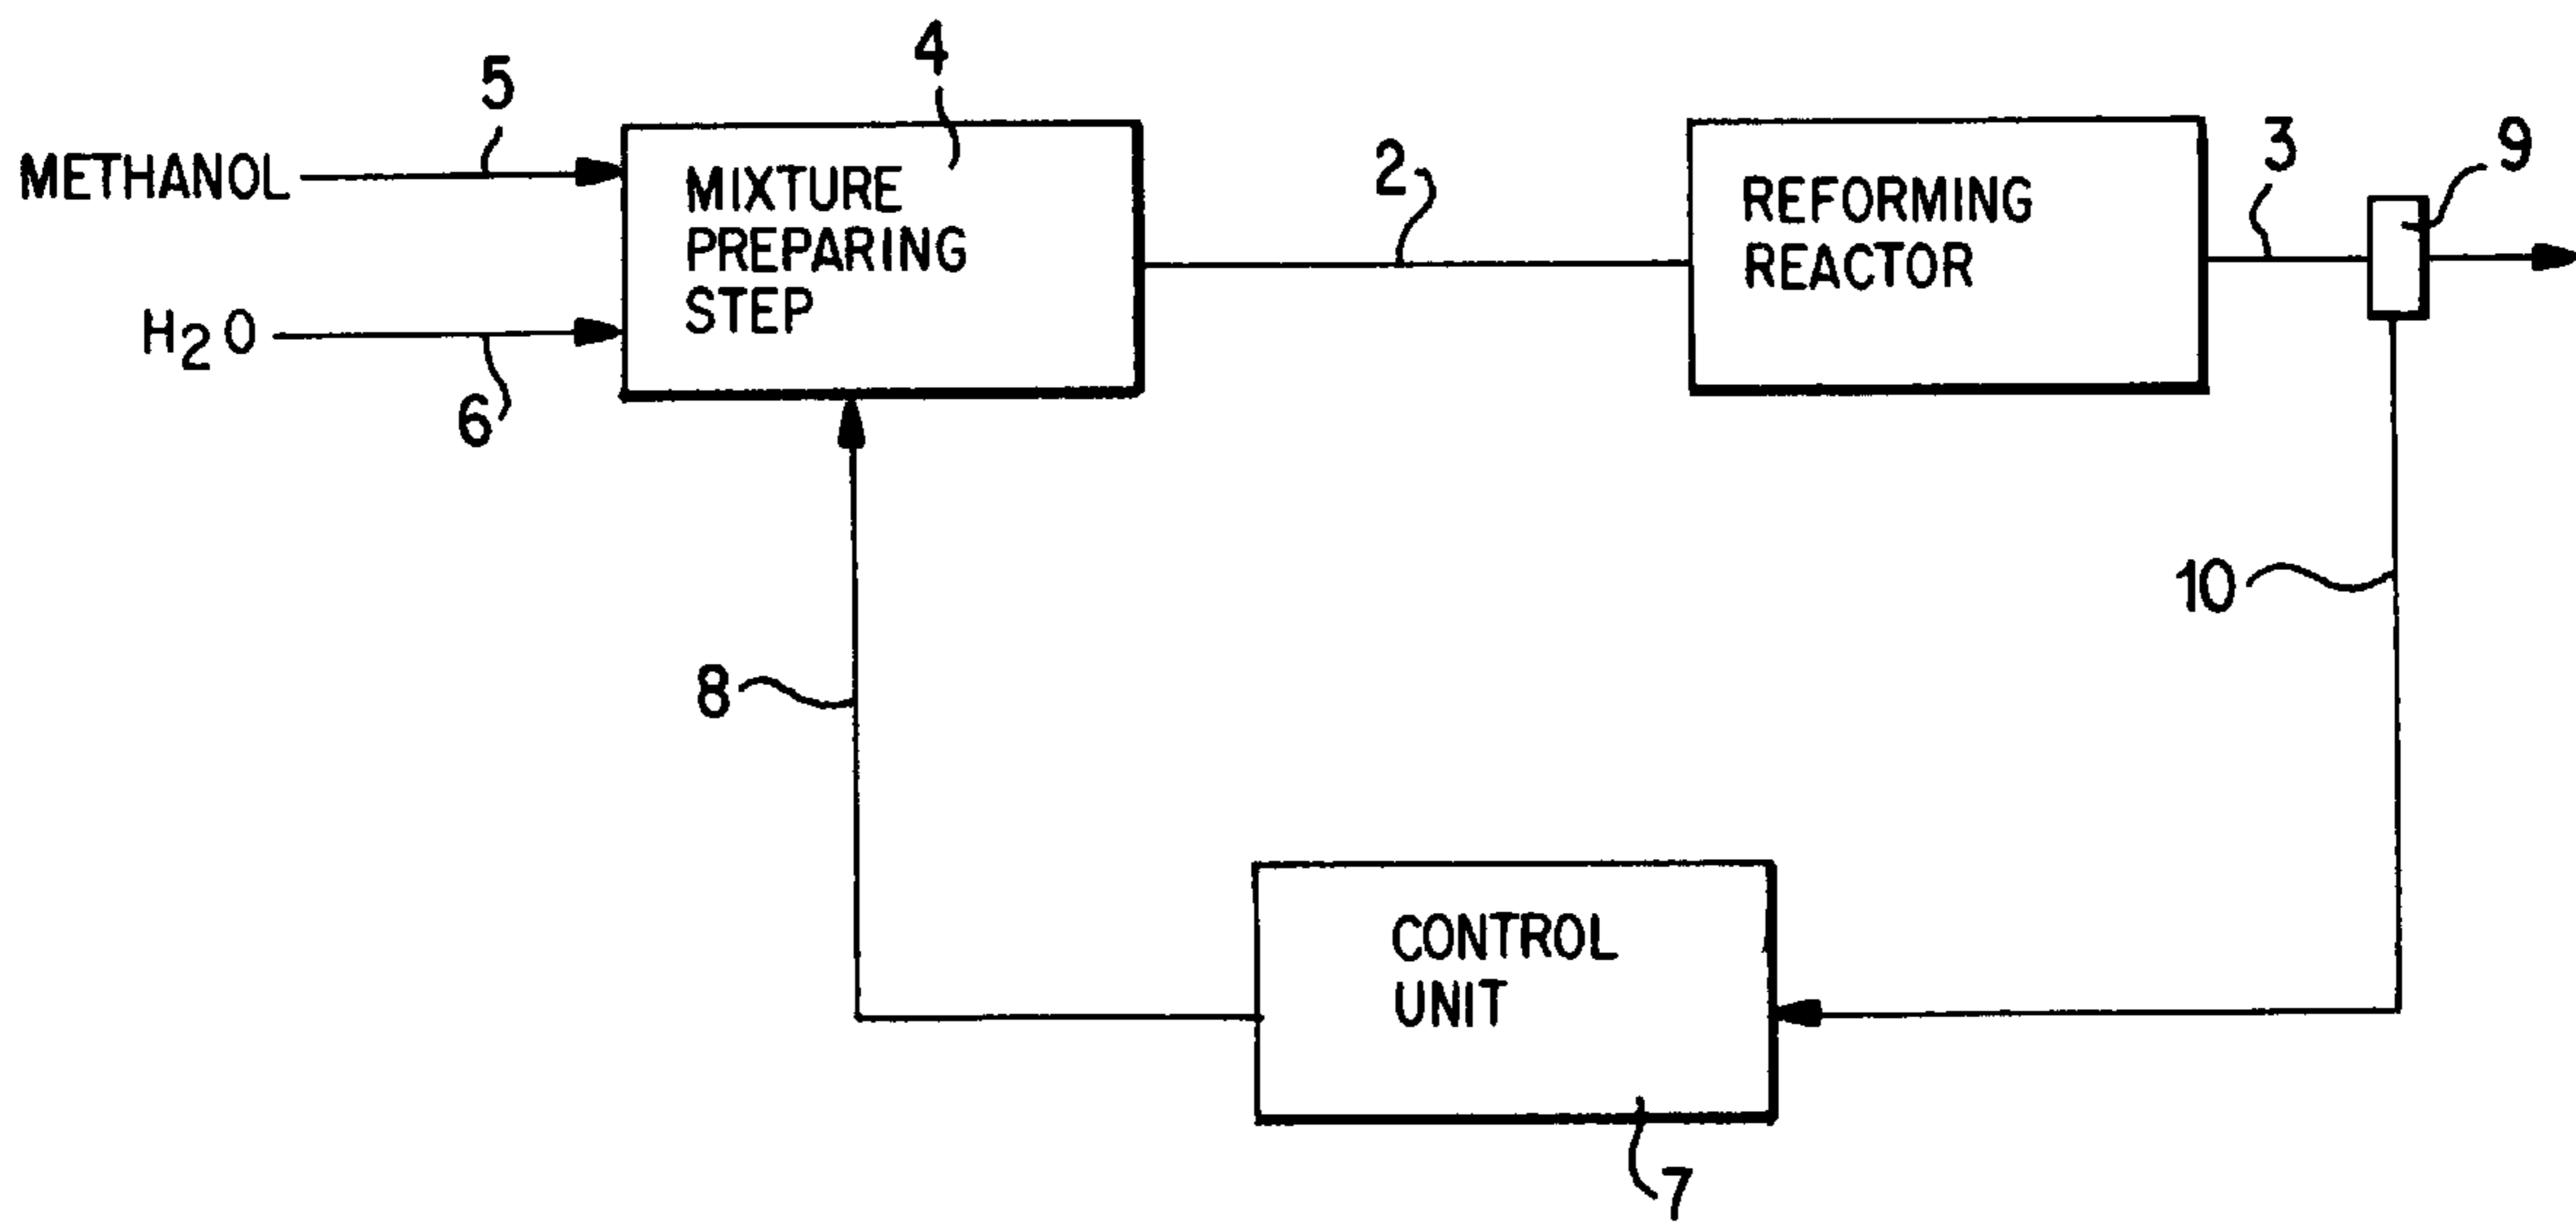 4
5
METHANOL
MIXTURE
PREPARING
STEP
H2O
6
2
REFORMING
REACTOR
3
9
10
8
CONTROL
UNIT
7